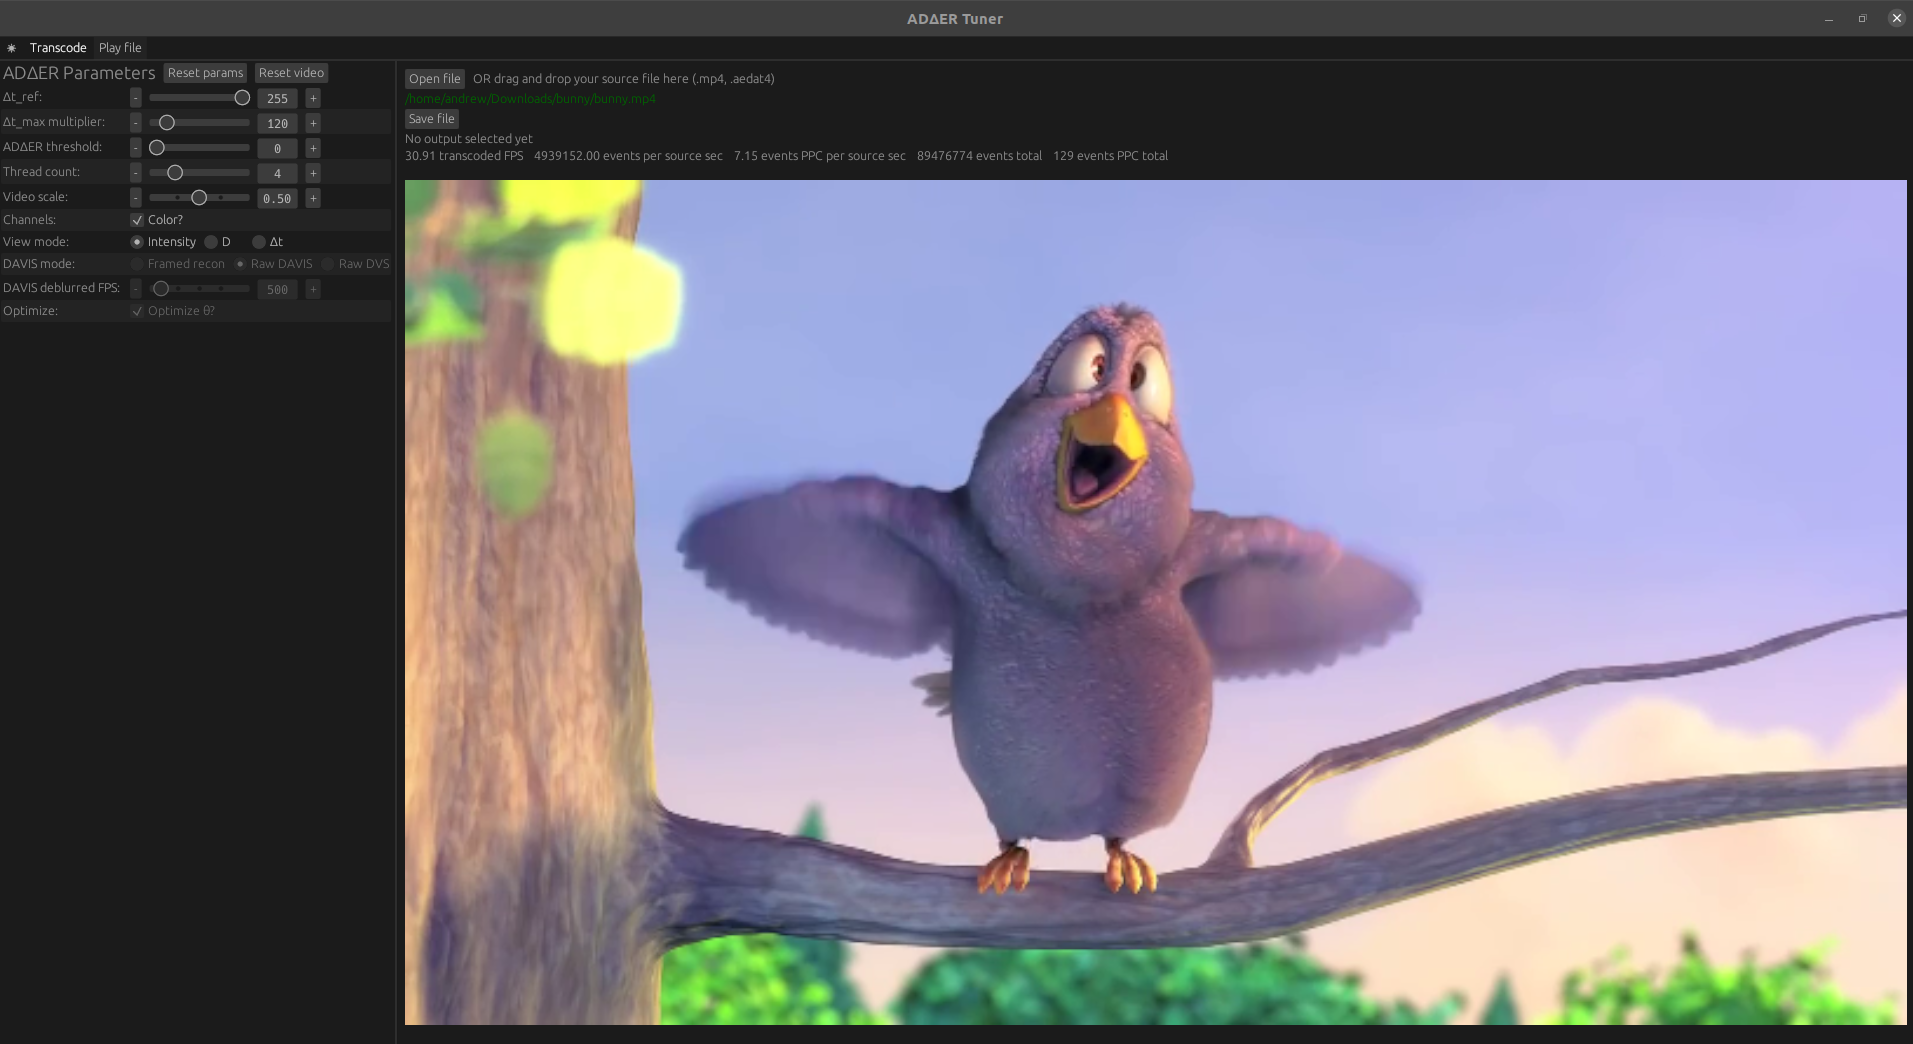 ADΔER Tuner
Transcode Play file
ADΔER Parameters Reset params Reset video
Δt_ref: - 255 +
Δt_max multiplier: - 120 +
ADΔER threshold: - 0 +
Thread count: - 4 +
Video scale: - 0.50 +
Channels: Color?
View mode: Intensity D Δt
DAVIS mode: Framed recon Raw DAVIS Raw DVS
DAVIS deblurred FPS: - 500 +
Optimize: Optimize θ?
Open file OR drag and drop your source file here (.mp4, .aedat4)
/home/andrew/Downloads/bunny/bunny.mp4
Save file
No output selected yet
30.91 transcoded FPS 4939152.00 events per source sec 7.15 events PPC per source sec 89476774 events total 129 events PPC total